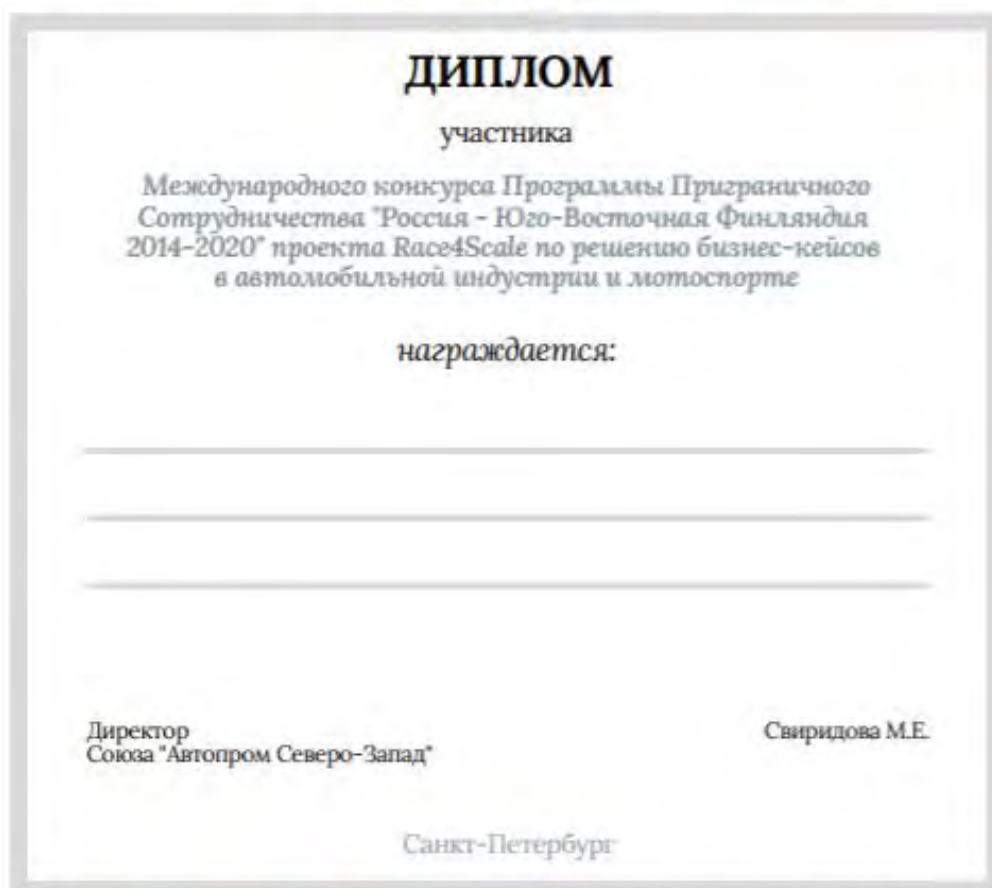 ДИПЛОМ
участника
Международного конкурса Программы Приграничного
Сотрудничества "Россия - Юго-Восточная Финляндия
2014-2020" проекта Race4Scale по решению бизнес-кейсов
в автомобильной индустрии и мотоспорте
награждается:
Директор
Союза "Автопром Северо-Запад"
Свиридова М.Е.
Санкт-Петербург